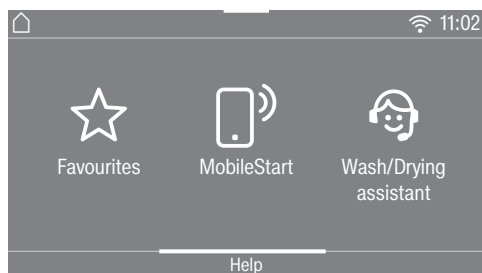 11:02
Favourites
MobileStart
Wash/Drying
assistant
Help